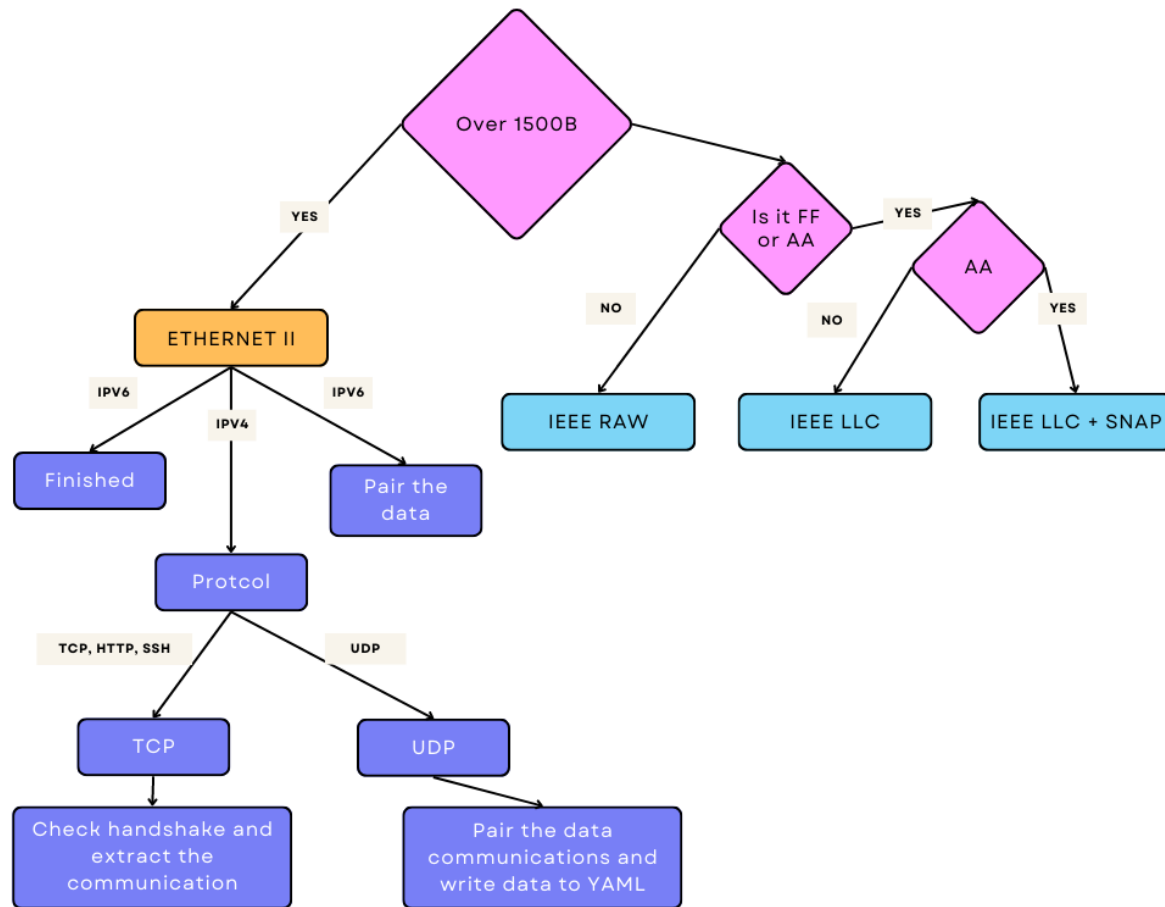 Over 1500B
Is it FF
or AA
YES
AA
YES
NO
NO
YES
ETHERNET II
IPV6
IPV4
IPV6
IEEE RAW
IEEE LLC
IEEE LLC + SNAP
Finished
Pair the
data
Protcol
TCP, HTTP, SSH
UDP
TCP
UDP
Check handshake and
extract the
communication
Pair the data
communications and
write data to YAML